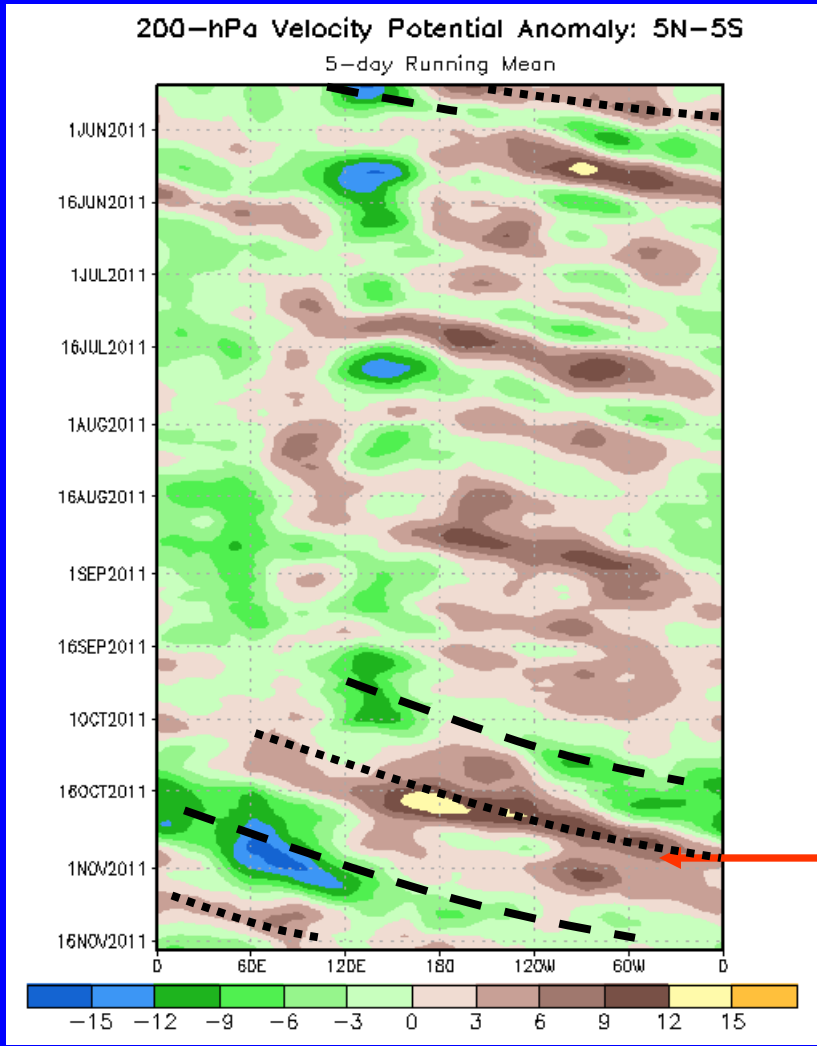 200-hPa Velocity Potential Anomaly: 5N-5S
5-day Running Mean
1JUN2011
16JUN2011
1JUL2011
16JUL2011
1AUG2011
16AUG2011
1SEP2011
16SEP2011
1OCT2011
16OCT2011
1NOV2011
16NOV2011
0 60E 120E 180 120W 60W 0
-15 -12 -9 -6 -3 0 3 6 9 12 15